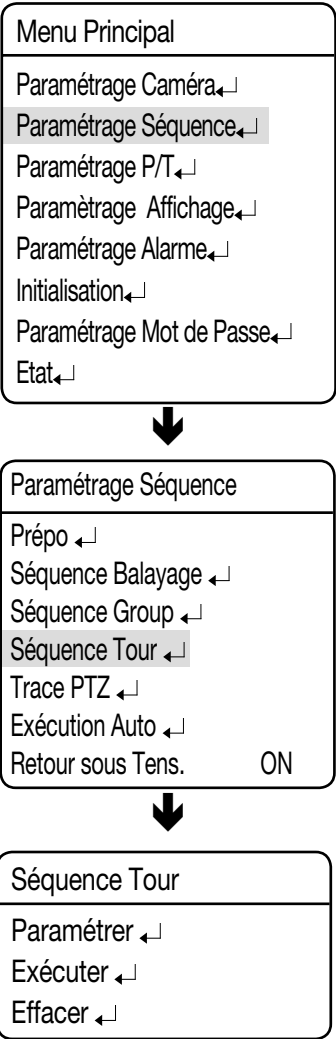 Menu Principal
Paramétrage Caméra↵
Paramétrage Séquence↵
Paramétrage P/T↵
Paramètrage Affichage↵
Paramétrage Alarme↵
Initialisation↵
Paramétrage Mot de Passe↵
Etat↵
Paramétrage Séquence
Prépo ↵
Séquence Balayage ↵
Séquence Group ↵
Séquence Tour ↵
Trace PTZ ↵
Exécution Auto ↵
Retour sous Tens. ON
Séquence Tour
Paramétrer ↵
Exécuter ↵
Effacer ↵